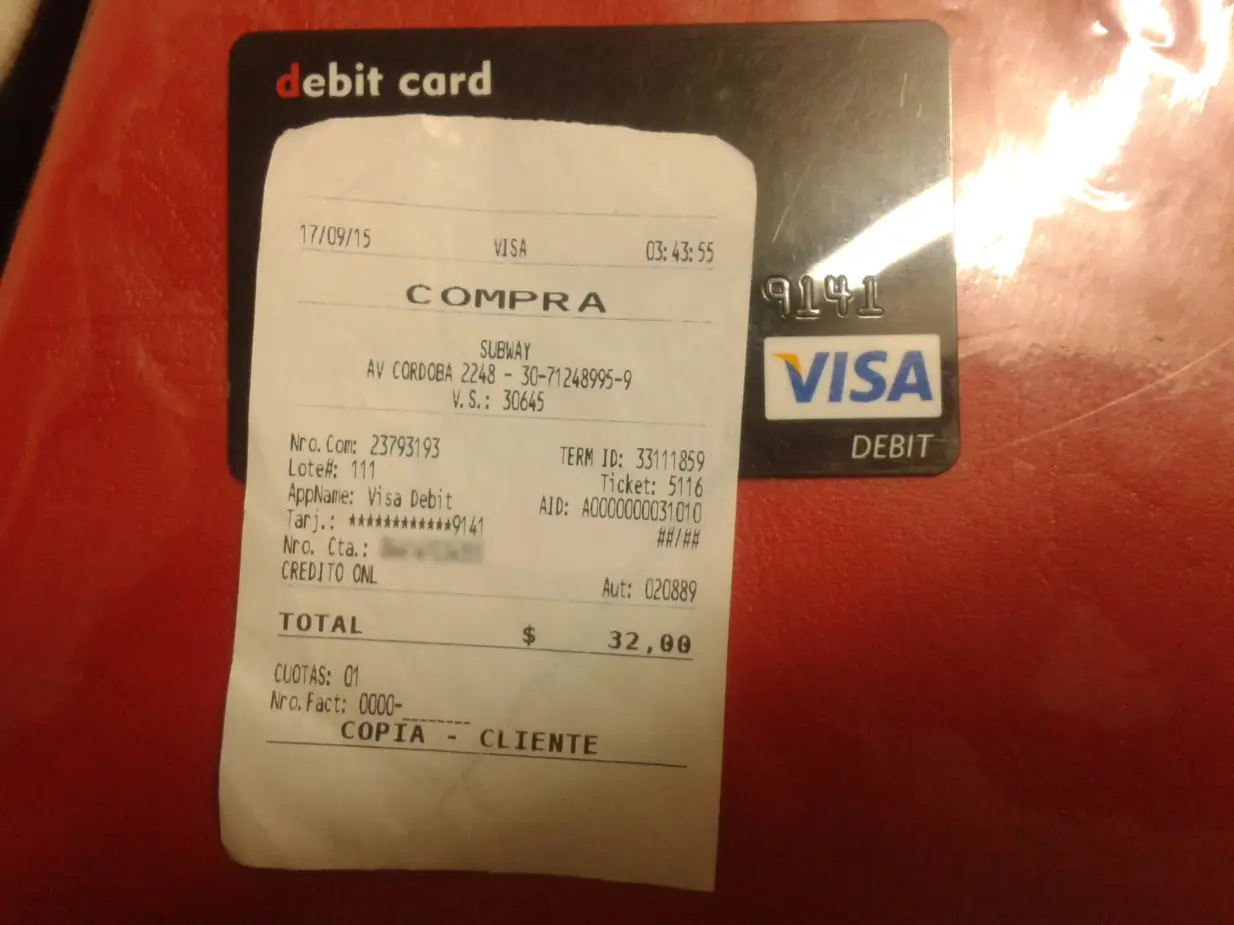 debit card
17/09/15 VISA 03:43:55
COMPRA
SUBWAY
AV CORDOBA 2248 - 30-71248995-9
V.S.: 30645
Nro.Com: 23793193 TERM ID: 33111859
Lote#: 111 Ticket: 5116
AppName: Visa Debit AID: A0000000031010
Tarj.: ************9141 ##/##
Nro. Cta.:
CREDITO ONL Aut: 020889
TOTAL $ 32,00
CUOTAS: 01
Nro.Fact: 0000-________
COPIA - CLIENTE
9141
VISA
DEBIT